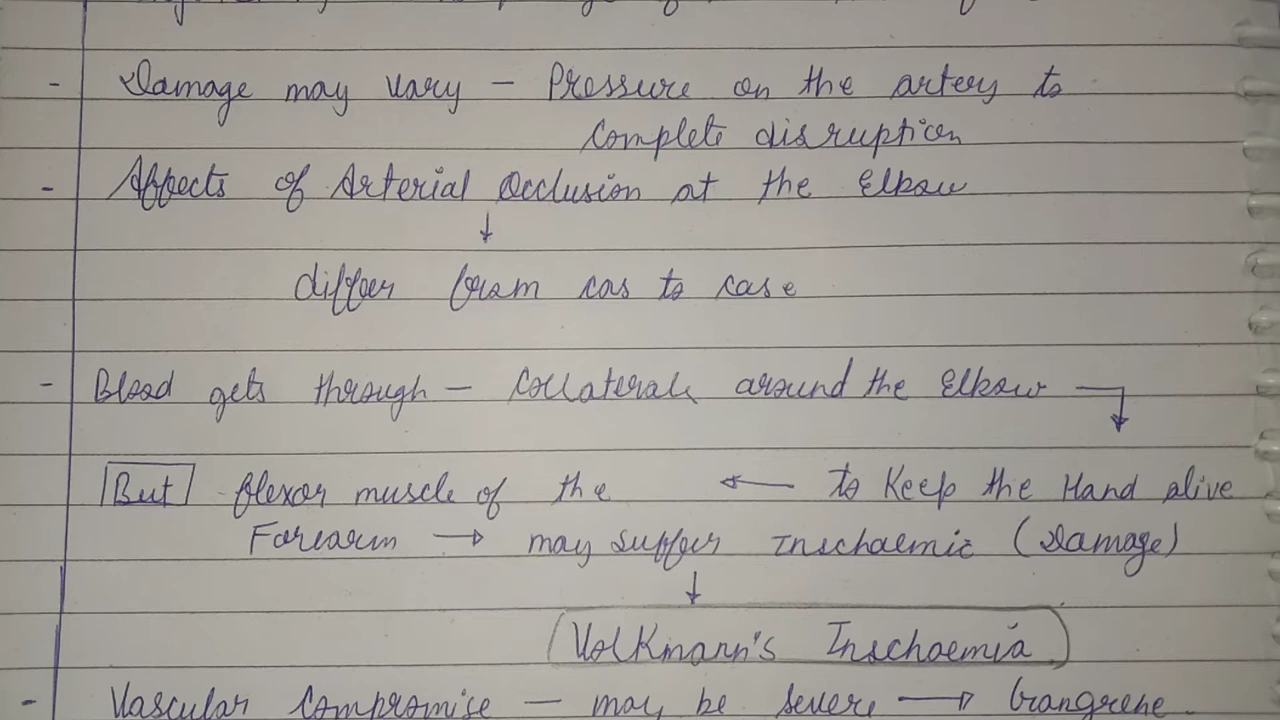 - Damage may vary - Pressure on the artery to
complete disruption
- Affects of Arterial Occlusion at the Elbow
↓
differ from cas to case
- Blood gets through - Collaterals around the Elbow
But flexor muscle of the ← to Keep the Hand alive
Forearm → may suffer Inschaemic (Damage)
↓
(Volkmann's Inschaemia)
- Vascular Compromise - may be severe → Gangrene